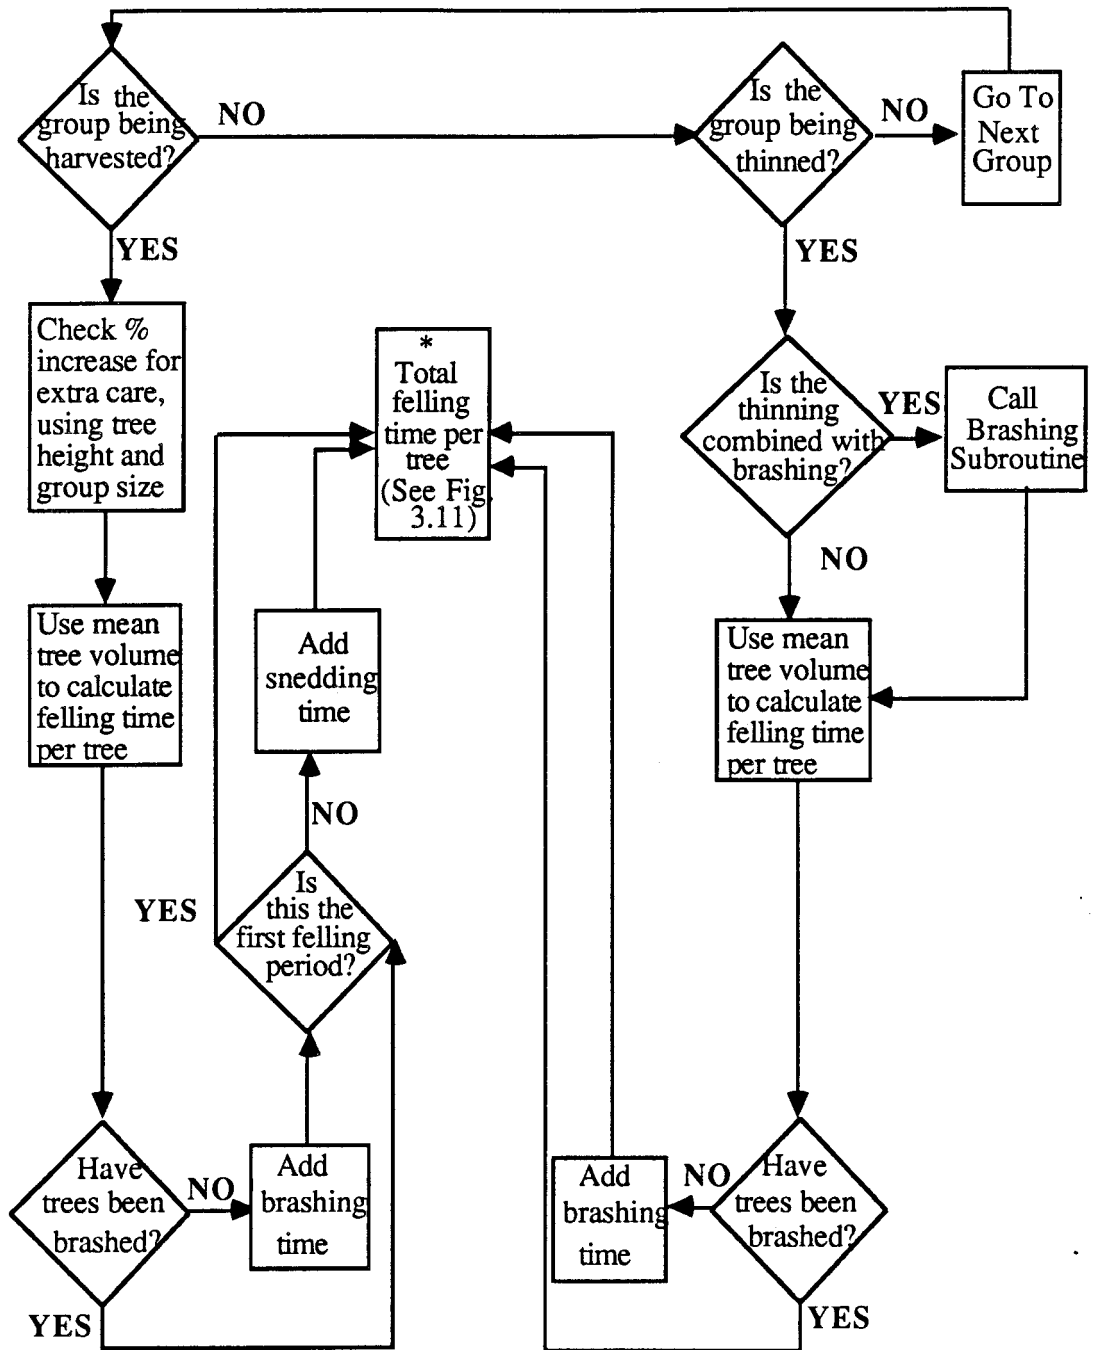 Is the
group being
harvested?
NO
Is the
group being
thinned?
NO
Go To
Next
Group
YES
YES
Check %
increase for
extra care,
using tree
height and
group size
*
Total
felling
time per
tree
(See Fig.
3.11)
Is the
thinning
combined with
brashing?
YES
Call
Brashing
Subroutine
NO
Use mean
tree volume
to calculate
felling time
per tree
Add
snedding
time
Use mean
tree volume
to calculate
felling time
per tree
NO
YES
Is
this the
first felling
period?
Have
trees been
brashed?
NO
Add
brashing
time
Add
brashing
time
NO
Have
trees been
brashed?
YES
YES